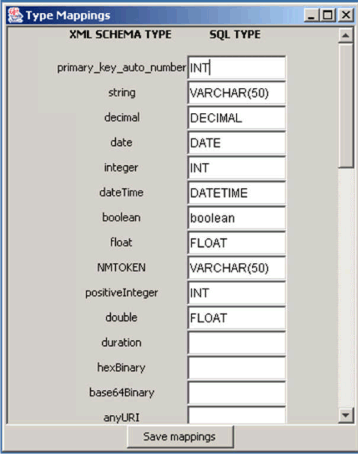 Type Mappings
XML SCHEMA TYPE SQL TYPE
primary_key_auto_number INT
string VARCHAR(50)
decimal DECIMAL
date DATE
integer INT
dateTime DATETIME
boolean boolean
float FLOAT
NMTOKEN VARCHAR(50)
positiveInteger INT
double FLOAT
duration
hexBinary
base64Binary
anyURI
Save mappings